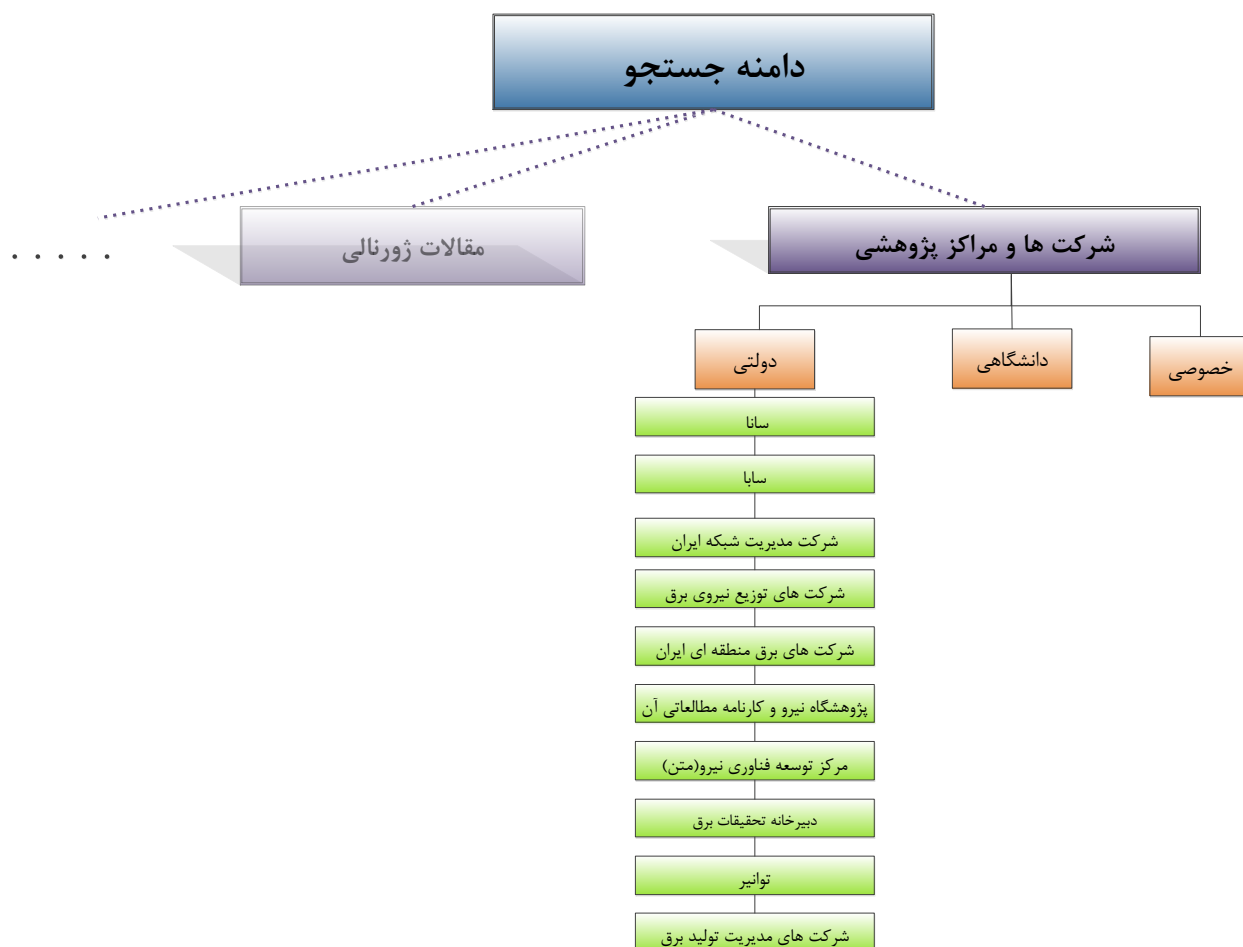 دامنه جستجو
شرکت ها و مراکز پژوهشی
مقالات ژورنالی
. . . . .
خصوصی
دانشگاهی
دولتی
سانا
سابا
شرکت مدیریت شبکه ایران
شرکت های توزیع نیروی برق
شرکت های برق منطقه ای ایران
پژوهشگاه نیرو و کارنامه مطالعاتی آن
مرکز توسعه فناوری نیرو(متن)
دبیرخانه تحقیقات برق
توانیر
شرکت های مدیریت تولید برق